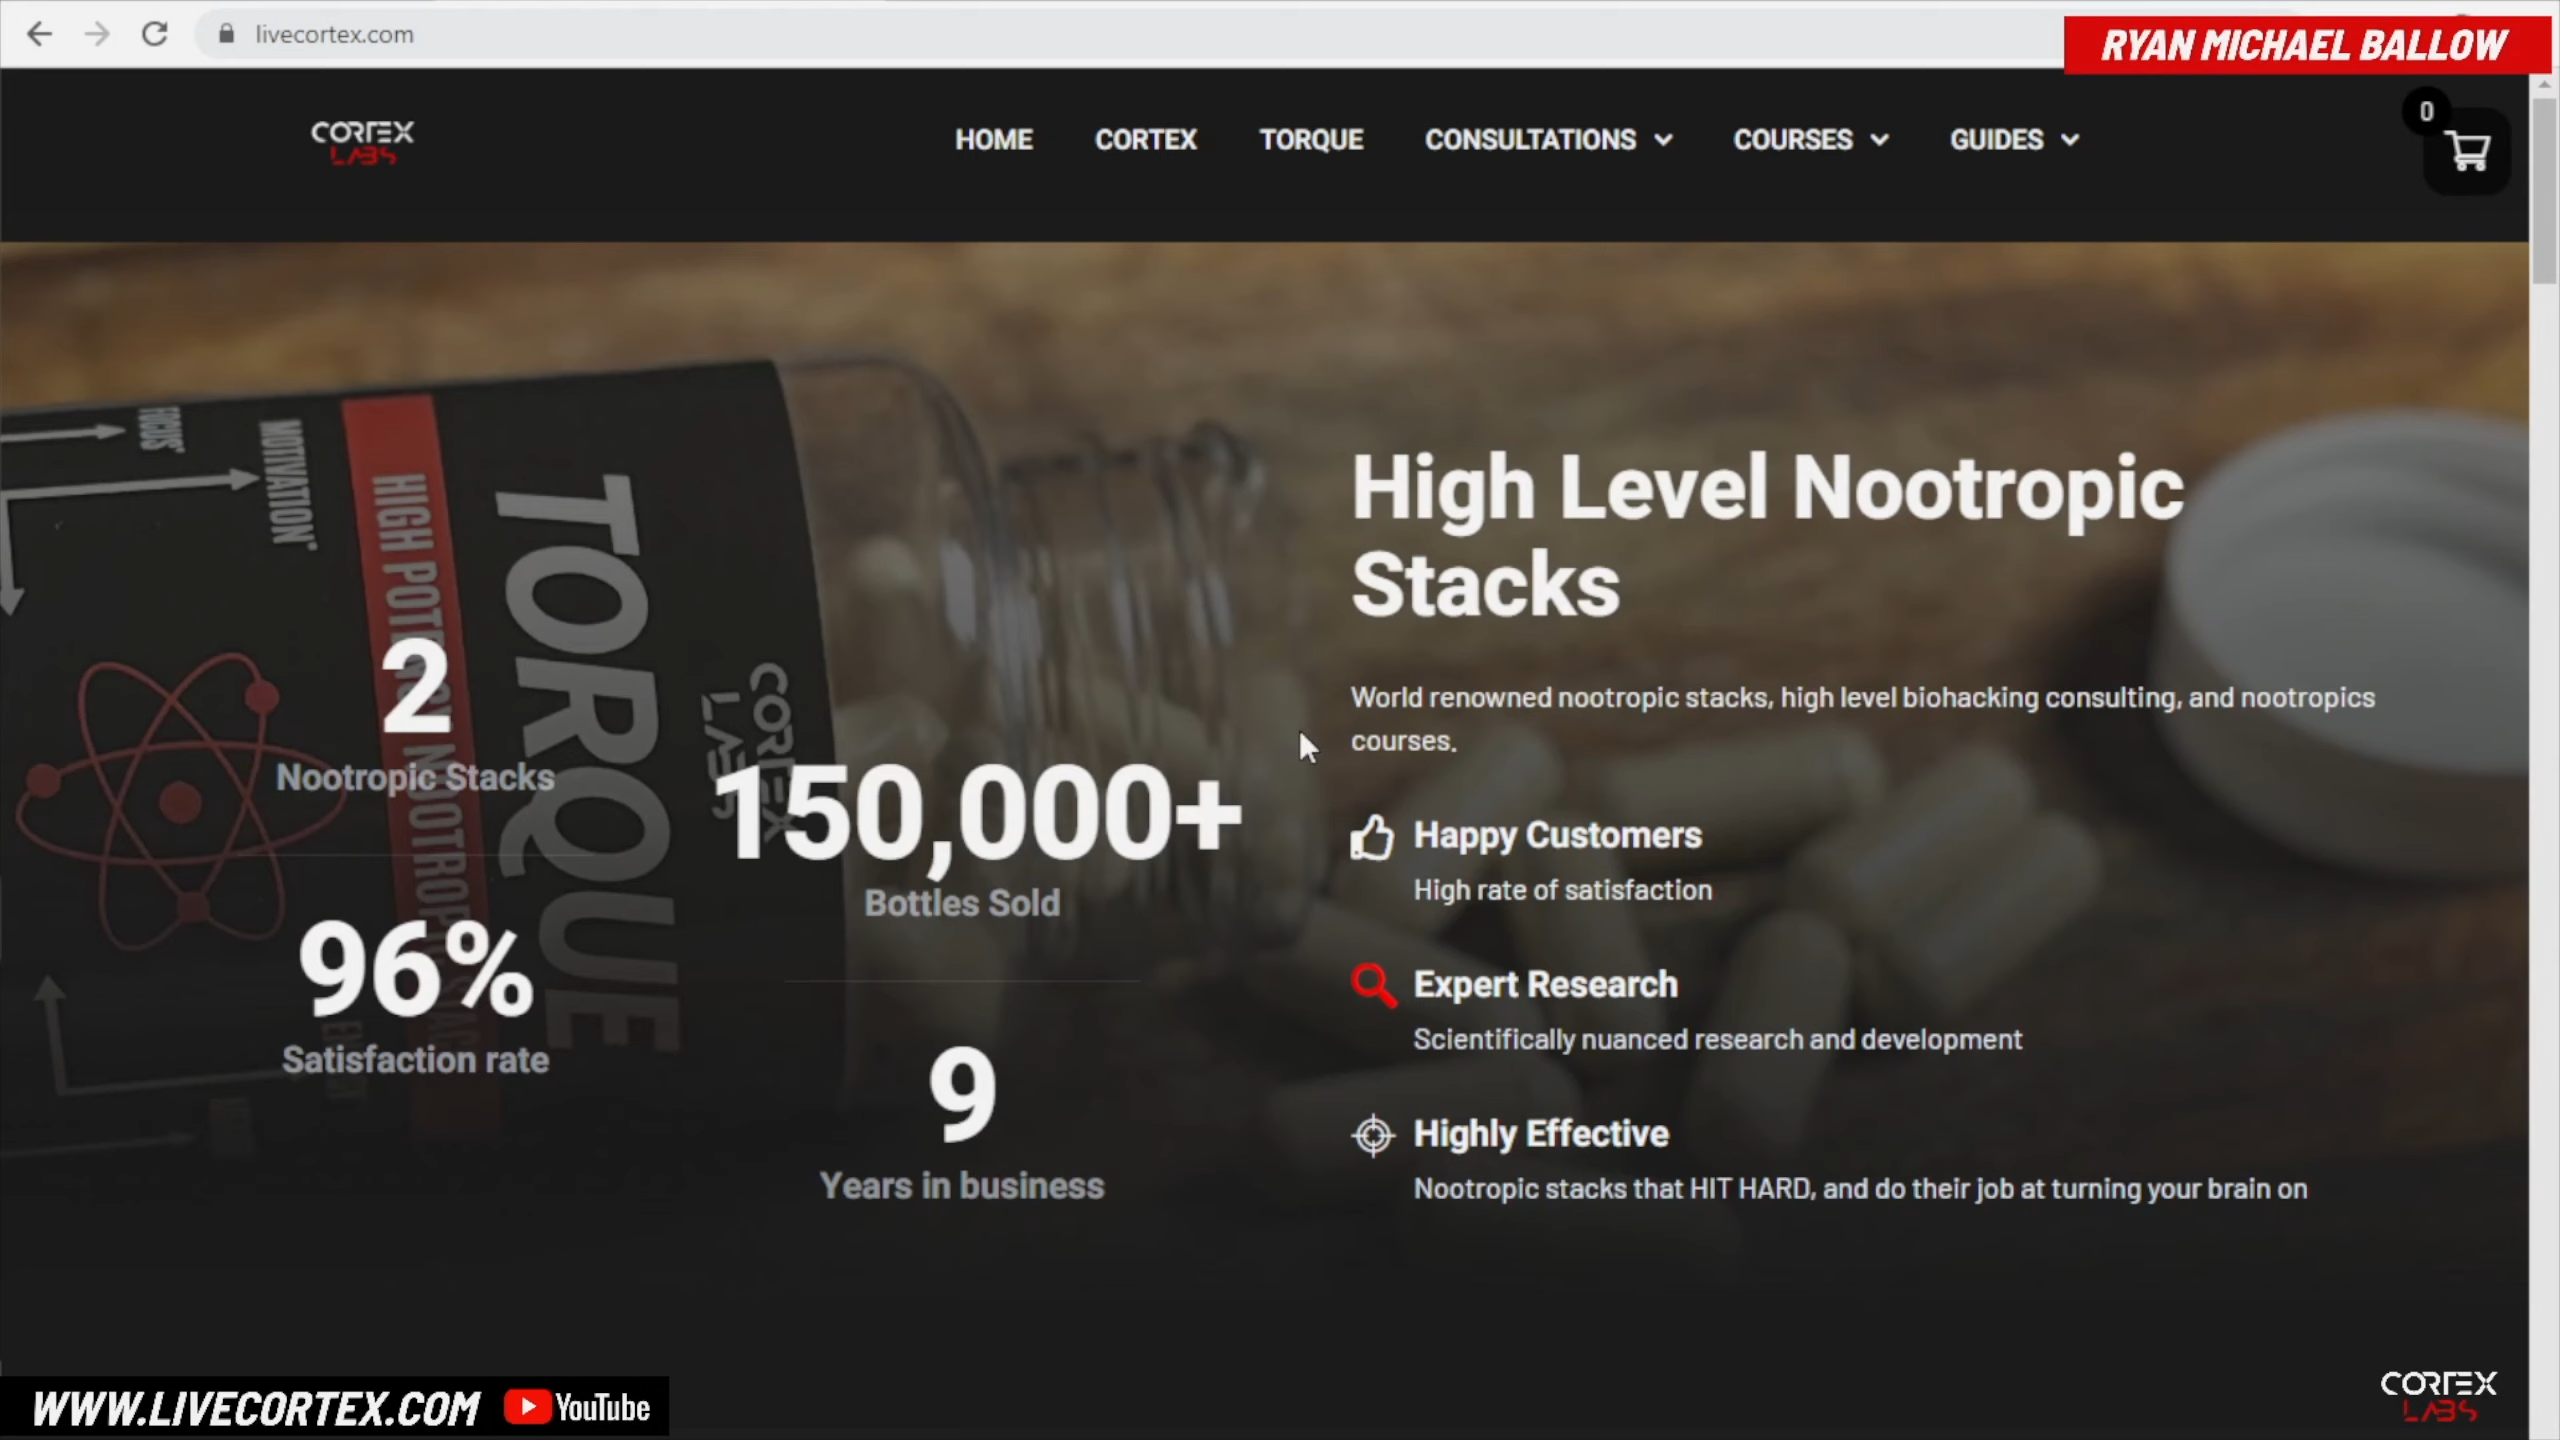 livecortex.com
RYAN MICHAEL BALLOW
CORTEX
LABS
HOME
CORTEX
TORQUE
CONSULTATIONS
COURSES
GUIDES
0
FOCUS*
MOTIVATION*
HIGH POTENCY NOOTROPIC STACK
TORQUE
CORTEX
LABS
2
Nootropic Stacks
96%
Satisfaction rate
150,000+
Bottles Sold
9
Years in business
High Level Nootropic
Stacks
World renowned nootropic stacks, high level biohacking consulting, and nootropics
courses.
Happy Customers
High rate of satisfaction
Expert Research
Scientifically nuanced research and development
Highly Effective
Nootropic stacks that HIT HARD, and do their job at turning your brain on
WWW.LIVECORTEX.COM
YouTube
CORTEX
LABS